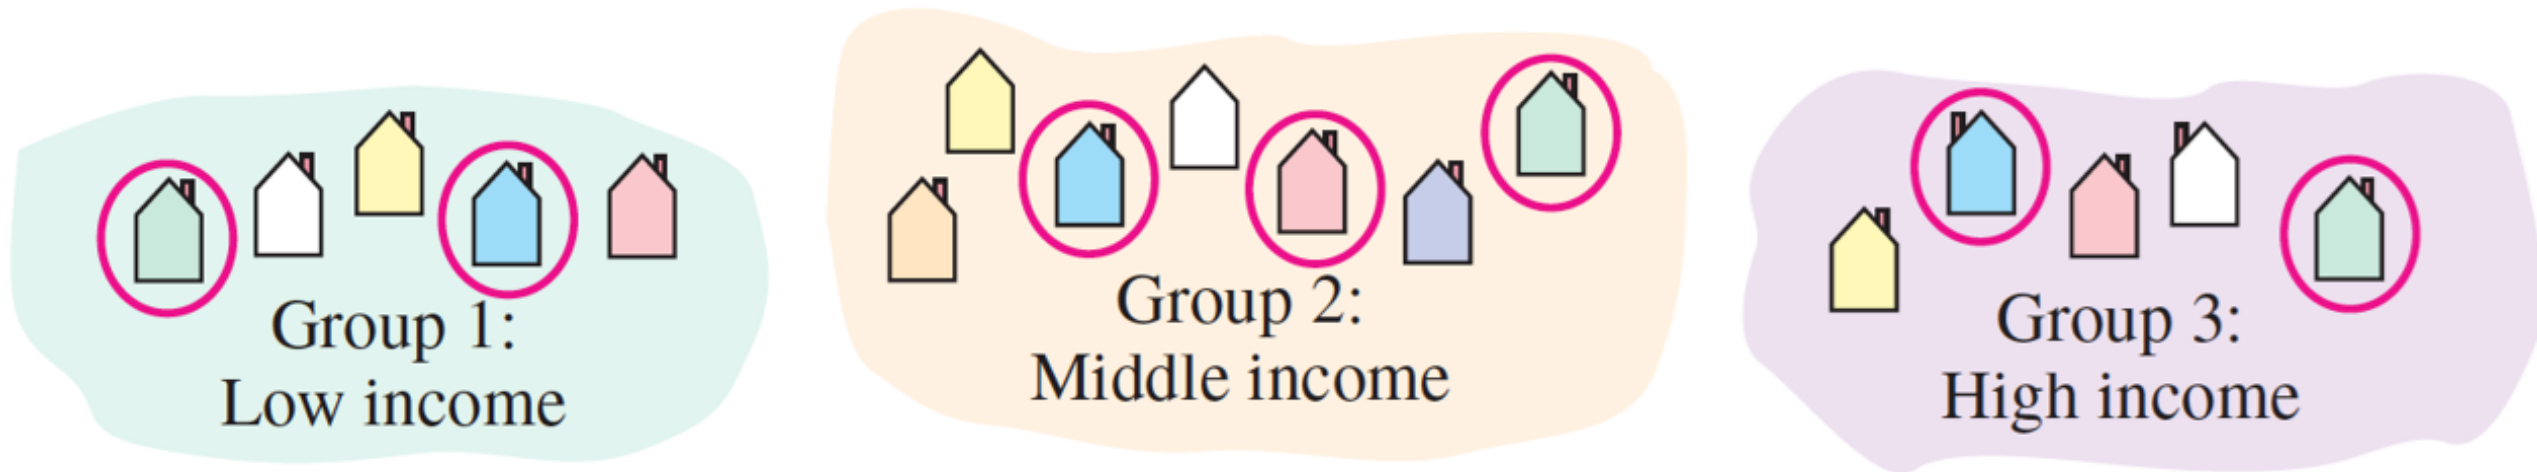 Group 1:
Low income
Group 2:
Middle income
Group 3:
High income